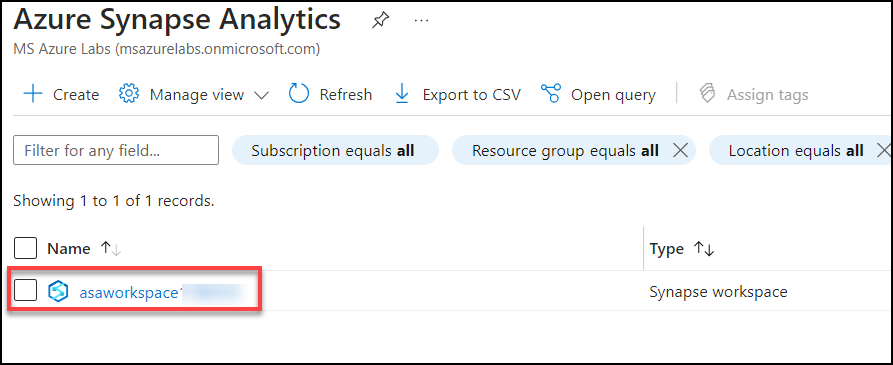 Azure Synapse Analytics
MS Azure Labs (msazurelabs.onmicrosoft.com)
Create Manage view Refresh Export to CSV Open query Assign tags
Filter for any field... Subscription equals all Resource group equals all Location equals all
Showing 1 to 1 of 1 records.
Name Type
asaworkspace Synapse workspace